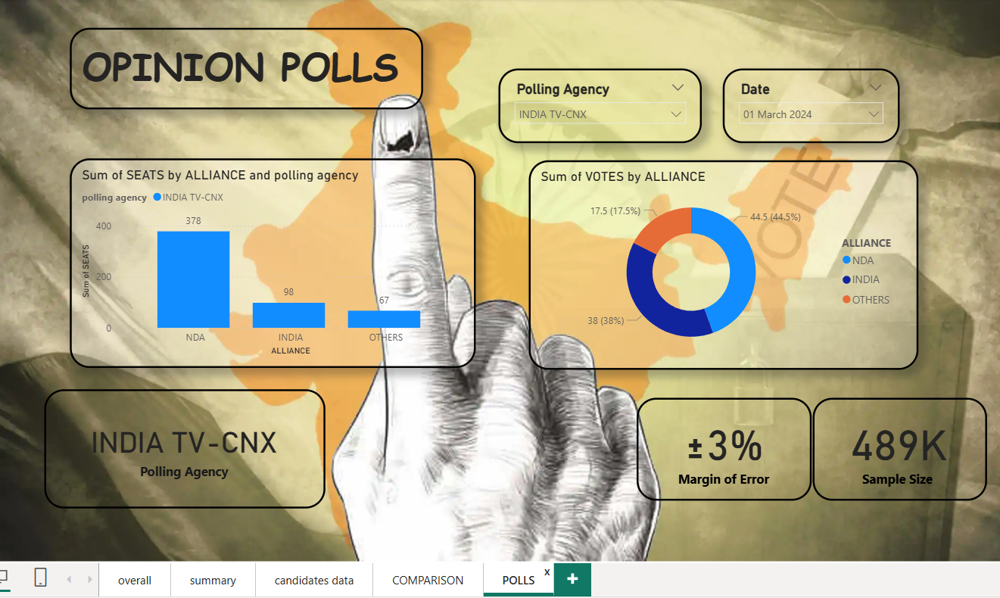 OPINION POLLS
Polling Agency
INDIA TV-CNX
Date
01 March 2024
Sum of SEATS by ALLIANCE and polling agency
polling agency INDIA TV-CNX
Sum of SEATS
400
200
0
378
98
67
NDA INDIA OTHERS
ALLIANCE
Sum of VOTES by ALLIANCE
17.5 (17.5%)
44.5 (44.5%)
38 (38%)
ALLIANCE
NDA
INDIA
OTHERS
VOTE
INDIA TV-CNX
Polling Agency
±3%
Margin of Error
489K
Sample Size
overall summary candidates data COMPARISON POLLS x +